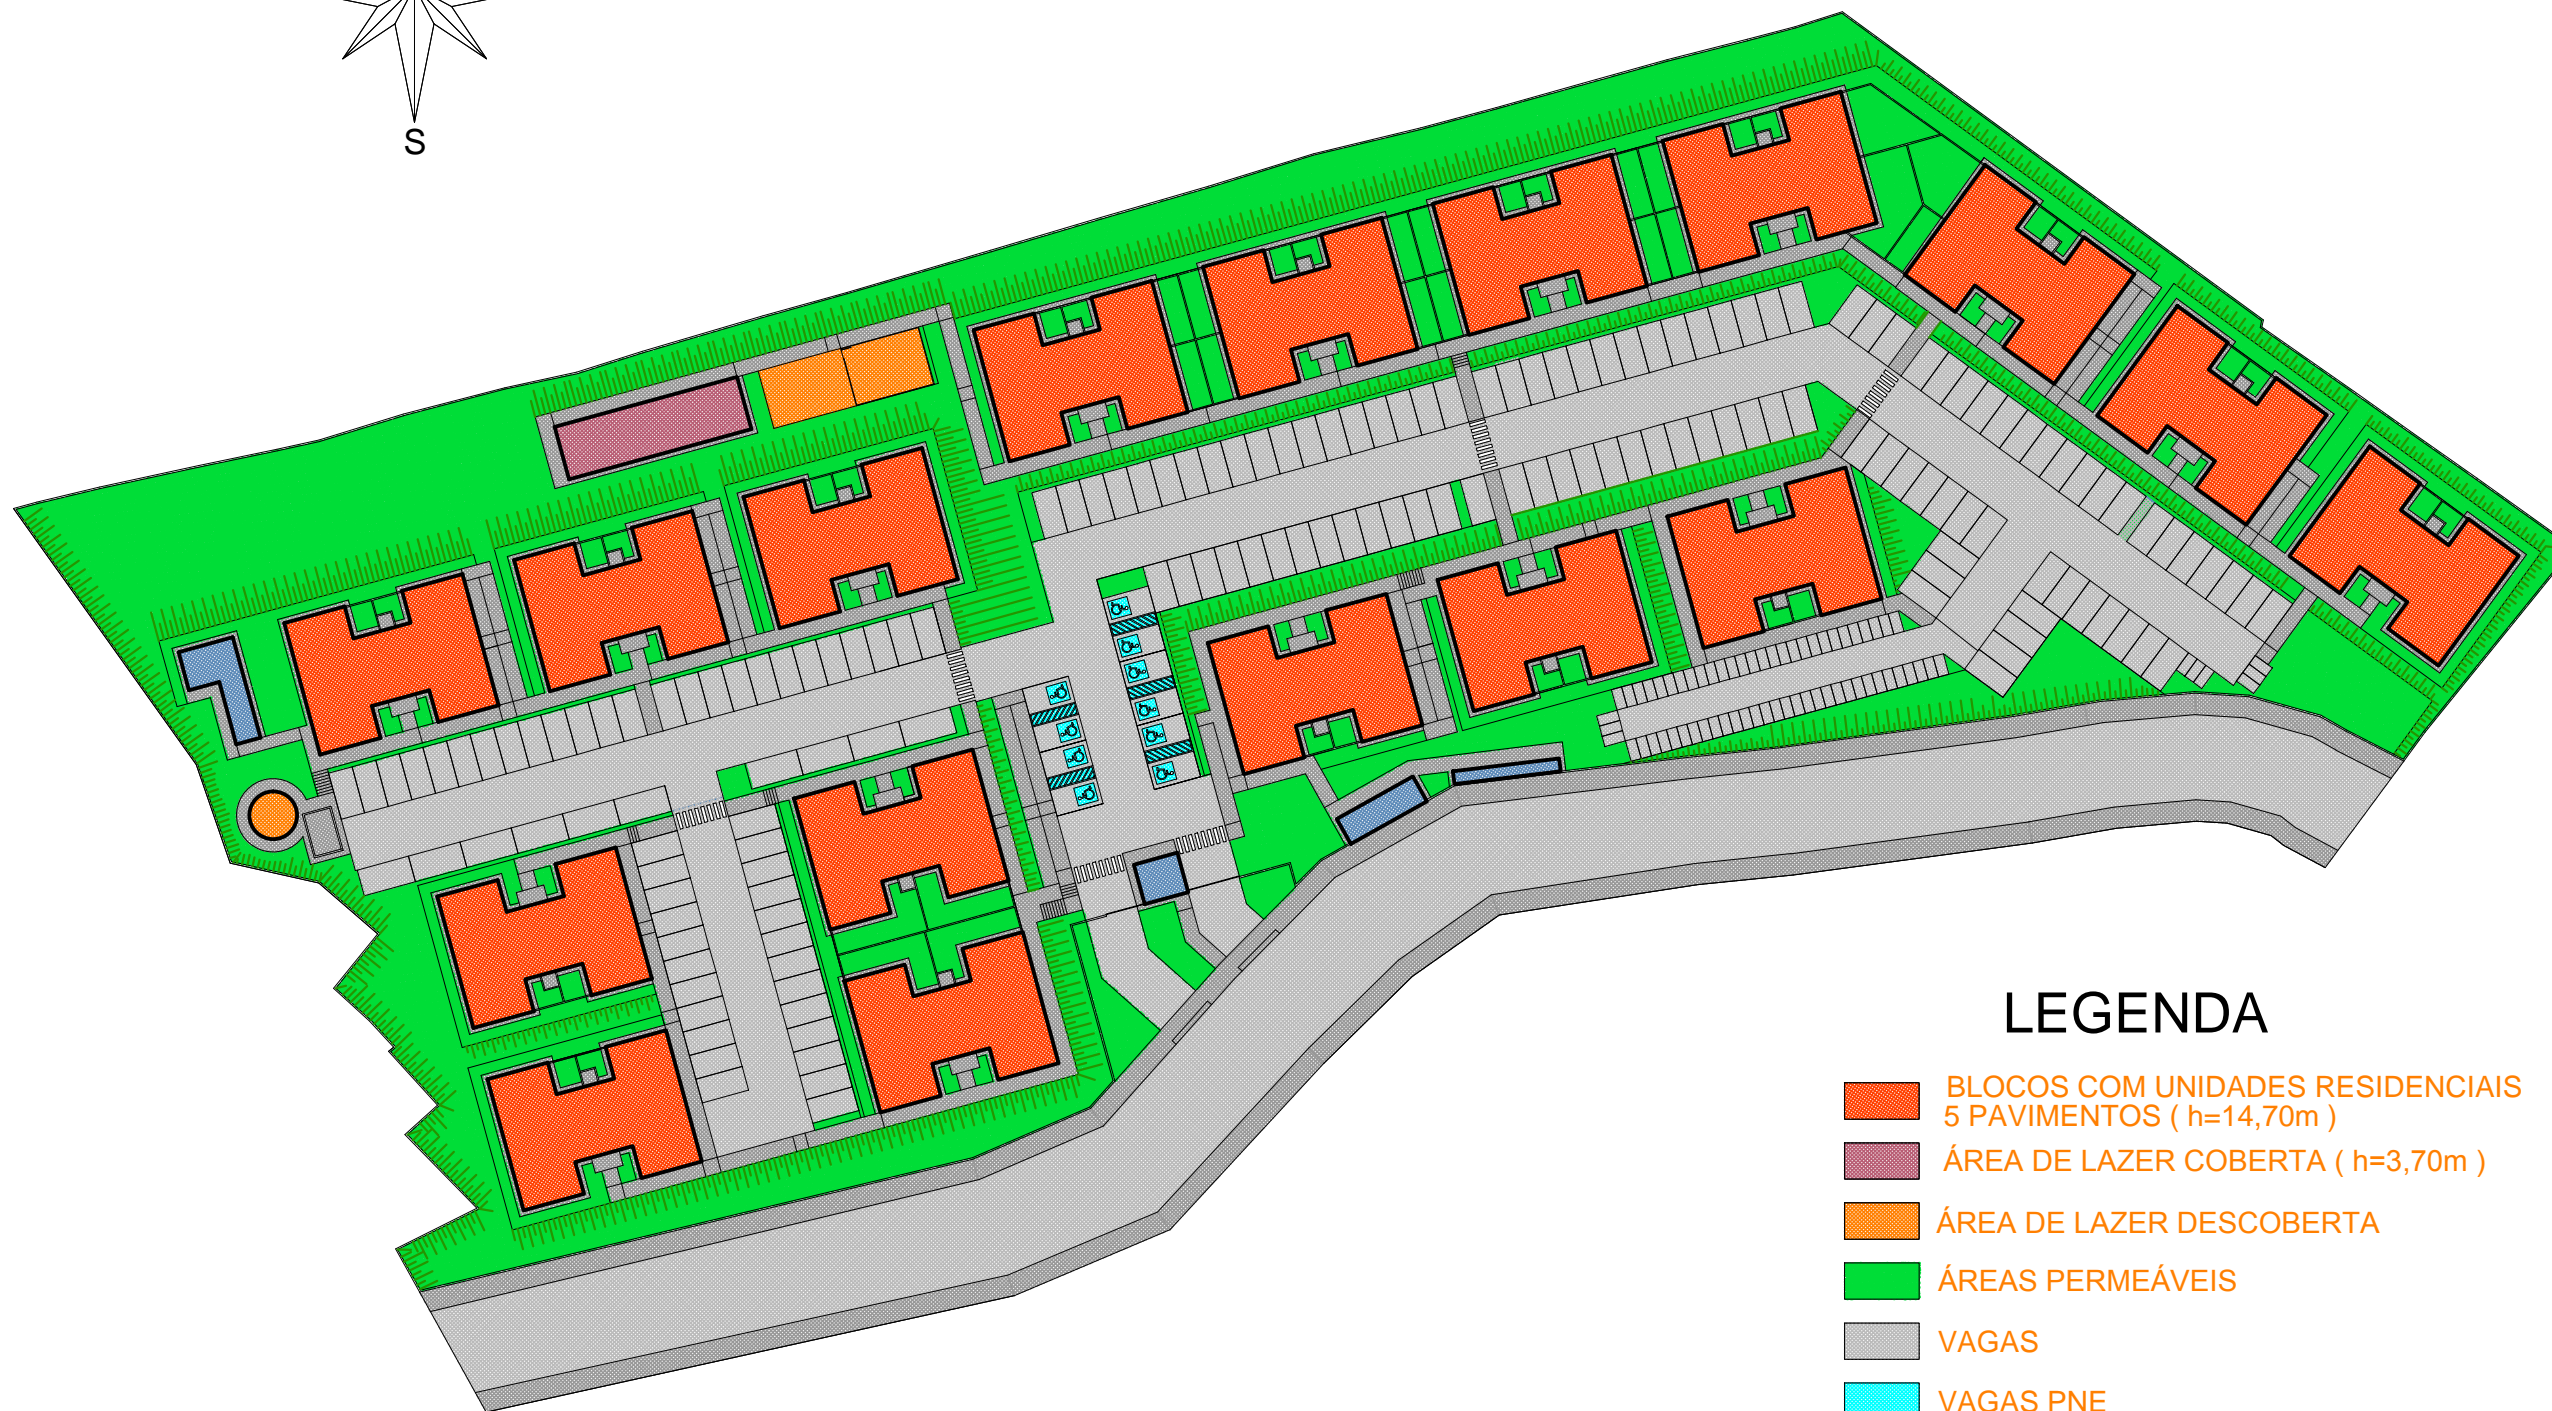 S
LEGENDA
BLOCOS COM UNIDADES RESIDENCIAIS
5 PAVIMENTOS ( h=14,70m )
ÁREA DE LAZER COBERTA ( h=3,70m )
ÁREA DE LAZER DESCOBERTA
ÁREAS PERMEÁVEIS
VAGAS
VAGAS PNE